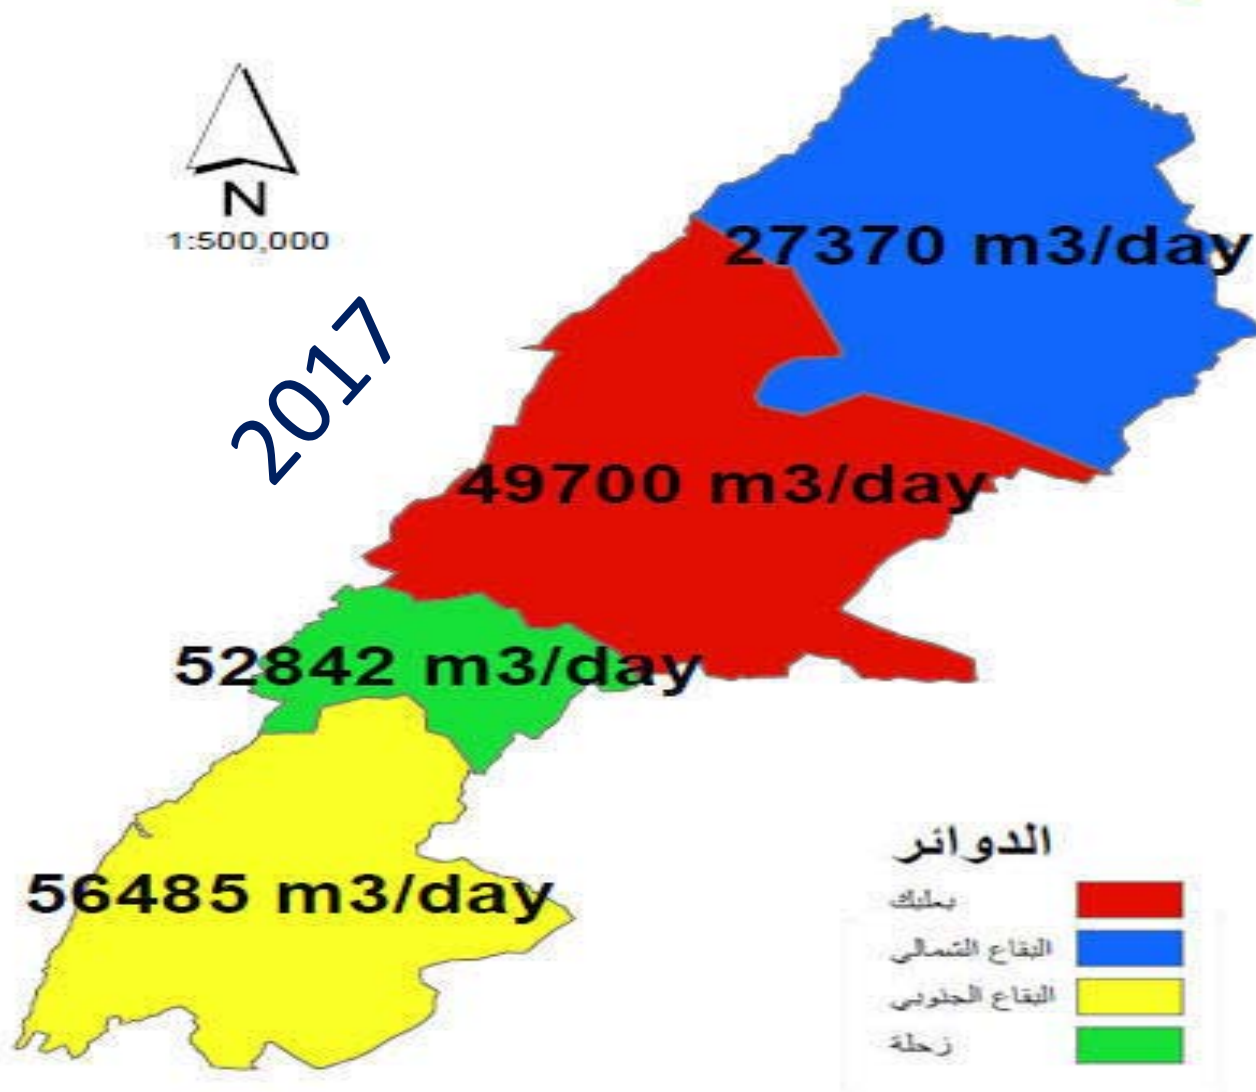 N
1:500,000
27370 m3/day
2017
49700 m3/day
52842 m3/day
56485 m3/day
الدوائر
بعلبك
البقاع الشمالي
البقاع الجنوبي
زحلة